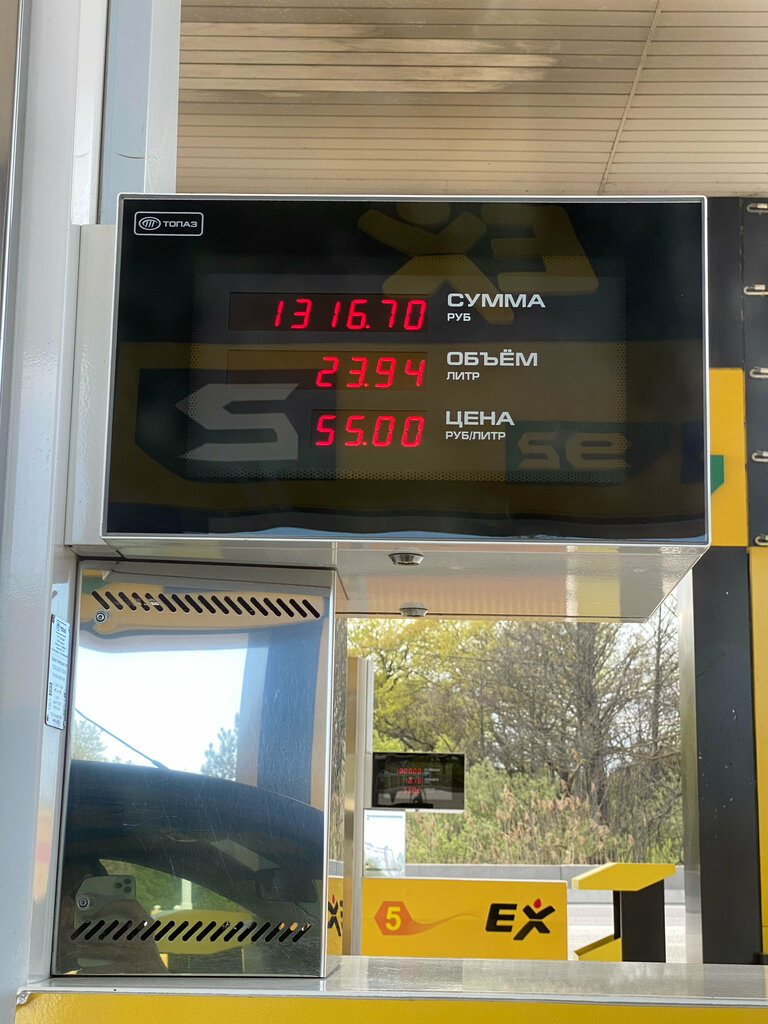 ТОПАЗ
1316.70 СУММА
РУБ
23.94 ОБЪЁМ
ЛИТР
55.00 ЦЕНА
РУБ/ЛИТР
5 EX